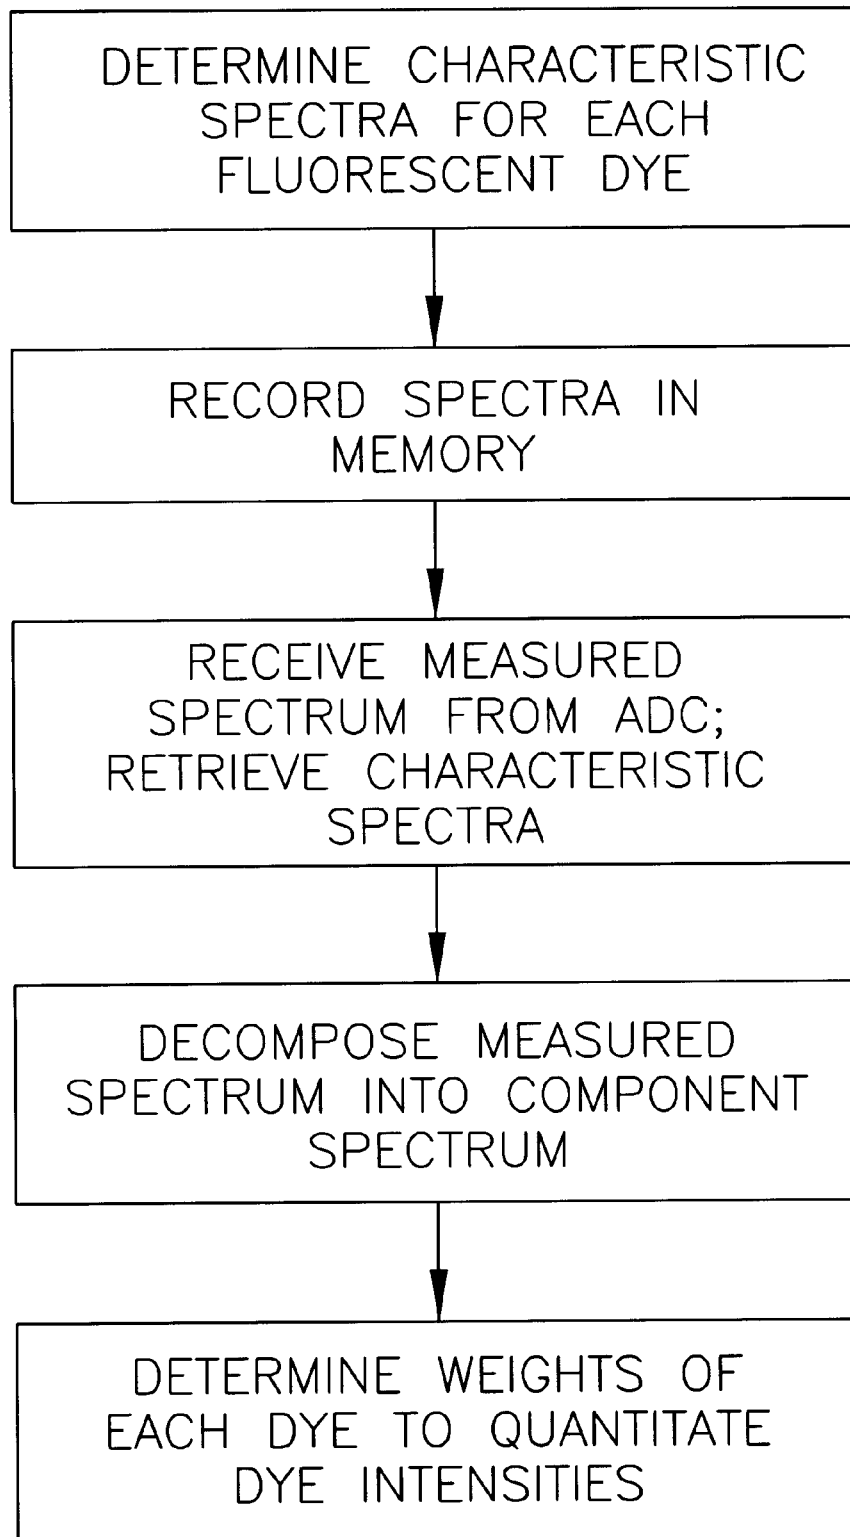 DETERMINE CHARACTERISTIC
SPECTRA FOR EACH
FLUORESCENT DYE
RECORD SPECTRA IN
MEMORY
RECEIVE MEASURED
SPECTRUM FROM ADC;
RETRIEVE CHARACTERISTIC
SPECTRA
DECOMPOSE MEASURED
SPECTRUM INTO COMPONENT
SPECTRUM
DETERMINE WEIGHTS OF
EACH DYE TO QUANTITATE
DYE INTENSITIES